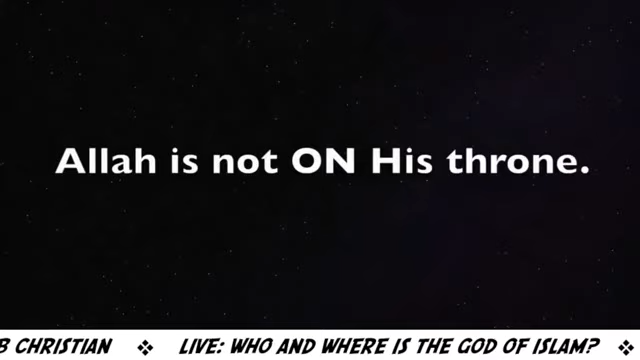 Allah is not ON His throne.
B CHRISTIAN ❖ LIVE: WHO AND WHERE IS THE GOD OF ISLAM? ❖